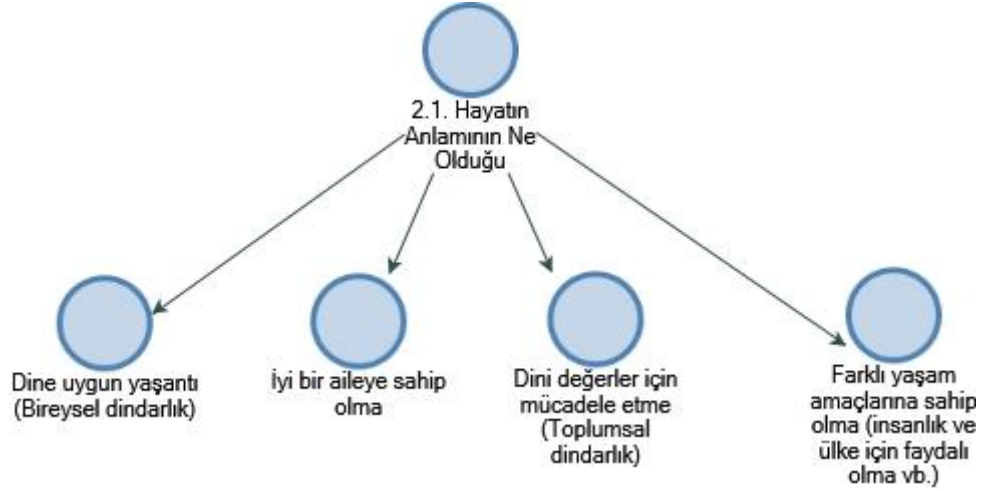 2.1. Hayatın
Anlamının Ne
Olduğu
Dine uygun yaşantı
(Bireysel dindarlık)
İyi bir aileye sahip
olma
Dini değerler için
mücadele etme
(Toplumsal
dindarlık)
Farklı yaşam
amaçlarına sahip
olma (insanlık ve
ülke için faydalı
olma vb.)